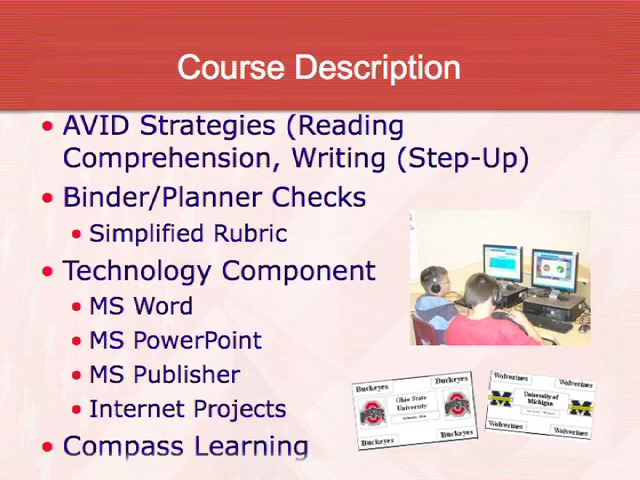 Course Description
• AVID Strategies (Reading
Comprehension, Writing (Step-Up)
• Binder/Planner Checks
• Simplified Rubric
• Technology Component
• MS Word
• MS PowerPoint
• MS Publisher
• Internet Projects
• Compass Learning
Buckeyes
Buckeyes
Ohio State
University
Buckeyes
Buckeyes
Wolverines
Wolverines
University of
Michigan
Wolverines
Wolverines